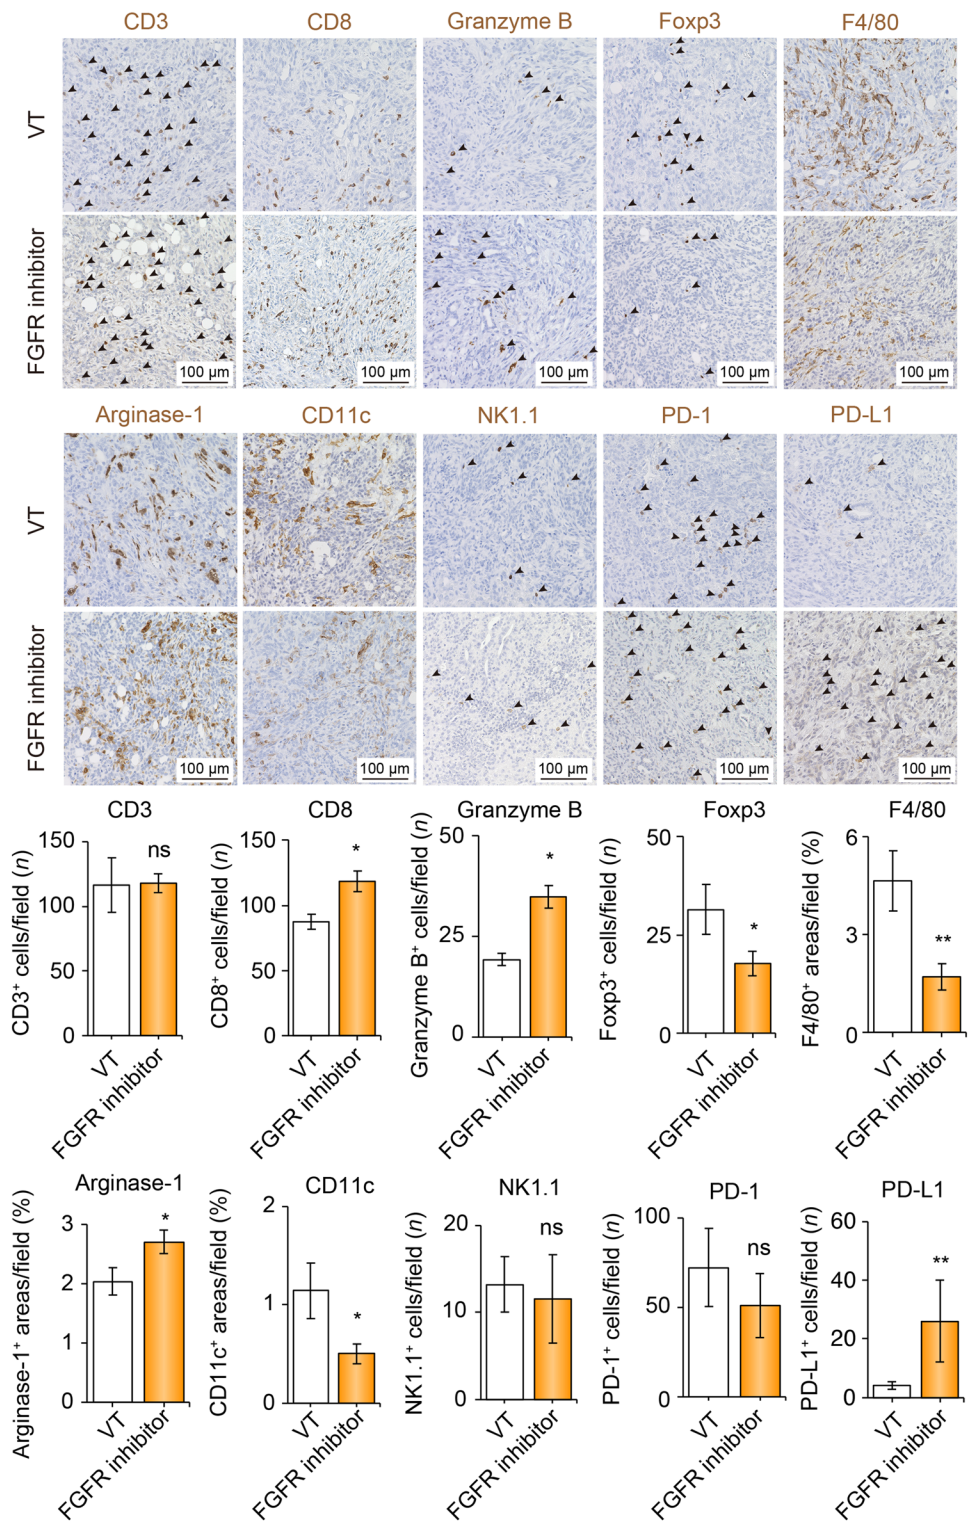 CD3 CD8 Granzyme B Foxp3 F4/80
VT
FGFR inhibitor
100 µm 100 µm 100 µm 100 µm 100 µm
Arginase-1 CD11c NK1.1 PD-1 PD-L1
VT
FGFR inhibitor
100 µm 100 µm 100 µm 100 µm 100 µm
CD3
CD3⁺ cells/field (n)
150
100
50
0
ns
VT
FGFR inhibitor
CD8
CD8⁺ cells/field (n)
150
100
50
0
*
VT
FGFR inhibitor
Granzyme B
Granzyme B⁺ cells/field (n)
50
25
0
*
VT
FGFR inhibitor
Foxp3
Foxp3⁺ cells/field (n)
50
25
0
*
VT
FGFR inhibitor
F4/80
F4/80⁺ areas/field (%)
6
3
0
**
VT
FGFR inhibitor
Arginase-1
Arginase-1⁺ areas/field (%)
3
2
1
0
*
VT
FGFR inhibitor
CD11c
CD11c⁺ areas/field (%)
2
1
0
*
VT
FGFR inhibitor
NK1.1
NK1.1⁺ cells/field (n)
20
10
0
ns
VT
FGFR inhibitor
PD-1
PD-1⁺ cells/field (n)
100
50
0
ns
VT
FGFR inhibitor
PD-L1
PD-L1⁺ cells/field (n)
60
40
20
0
**
VT
FGFR inhibitor